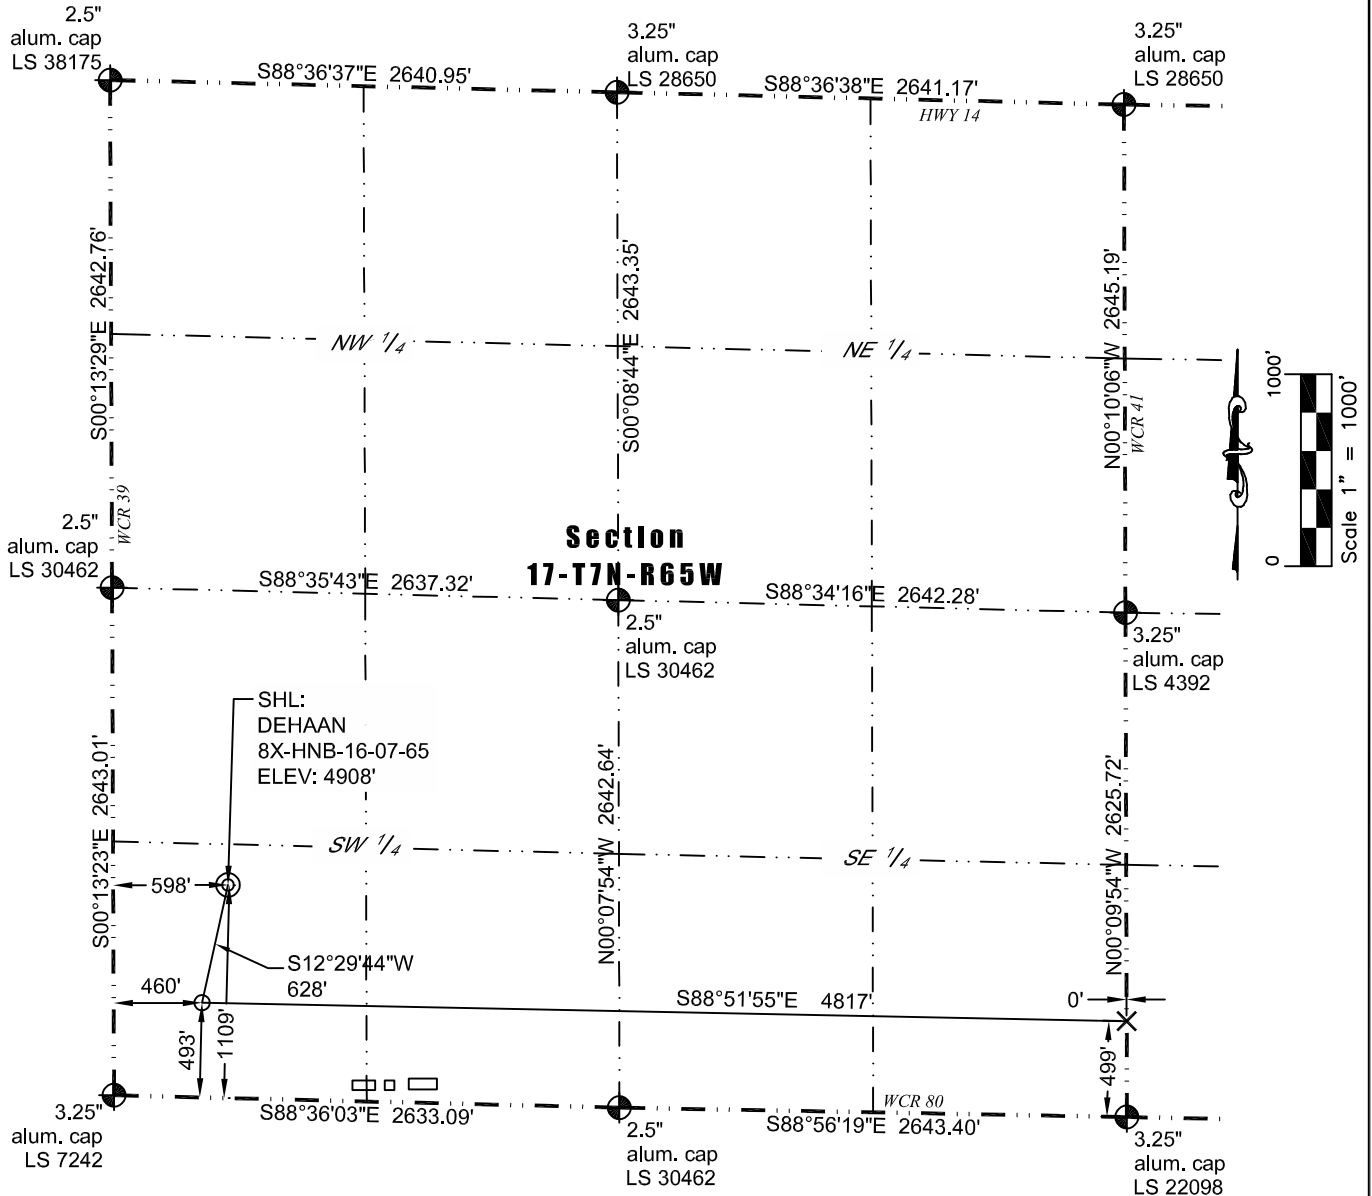 2.5"
alum. cap
LS 38175
3.25"
alum. cap
LS 28650
3.25"
alum. cap
LS 28650
S88°36'37"E 2640.95'
S88°36'38"E 2641.17'
HWY 14
S00°13'29"E 2642.76'
S00°08'44"E 2643.35'
N00°10'06"W 2645.19'
WCR 41
NW 1/4
NE 1/4
1000'
0
Scale 1" = 1000'
WCR 39
2.5"
alum. cap
LS 30462
Section
17-T7N-R65W
S88°35'43"E 2637.32'
S88°34'16"E 2642.28'
2.5"
alum. cap
LS 30462
3.25"
alum. cap
LS 4392
SHL:
DEHAAN
8X-HNB-16-07-65
ELEV: 4908'
S00°13'23"E 2643.01'
N00°07'54"W 2642.64'
N00°09'54"W 2625.72'
SW 1/4
SE 1/4
598'
S12°29'44"W
628'
460'
S88°51'55"E 4817'
0'
493'
1109'
499'
S88°36'03"E 2633.09'
WCR 80
S88°56'19"E 2643.40'
3.25"
alum. cap
LS 7242
2.5"
alum. cap
LS 30462
3.25"
alum. cap
LS 22098